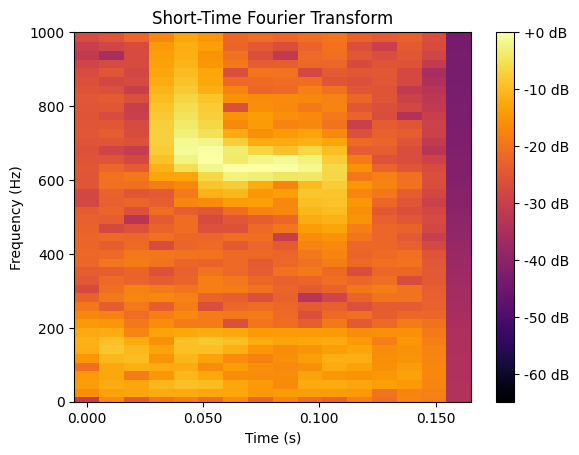 Short-Time Fourier Transform
1000
800
600
400
200
0
Frequency (Hz)
0.000
0.050
0.100
0.150
Time (s)
+0 dB
-10 dB
-20 dB
-30 dB
-40 dB
-50 dB
-60 dB